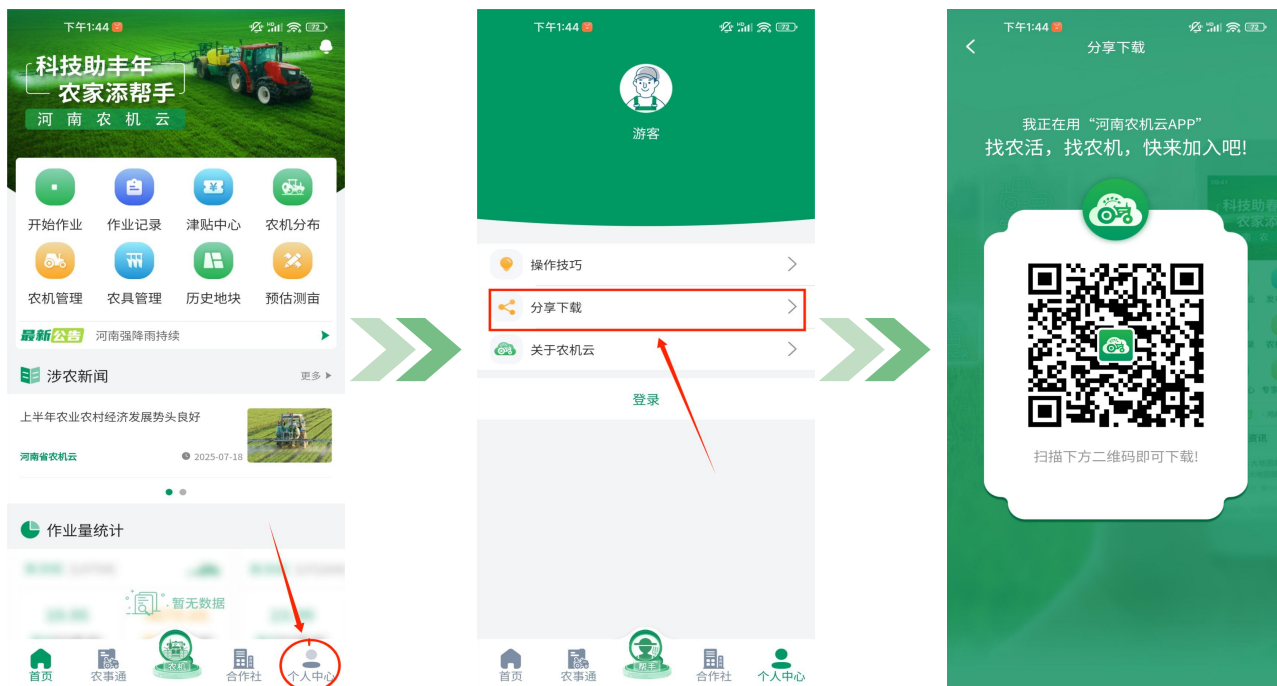 下午1:44
72
科技助丰年
农家添帮手
河南农机云
开始作业
作业记录
津贴中心
农机分布
农机管理
农具管理
历史地块
预估测亩
最新公告
河南强降雨持续
涉农新闻
更多
上半年农业农村经济发展势头良好
河南省农机云
2025-07-18
作业量统计
暂无数据
首页
农事通
农机
合作社
个人中心
下午1:44
72
游客
操作技巧
分享下载
关于农机云
登录
首页
农事通
帮手
合作社
个人中心
下午1:44
72
分享下载
我正在用“河南农机云APP”
找农活，找农机，快来加入吧!
扫描下方二维码即可下载!